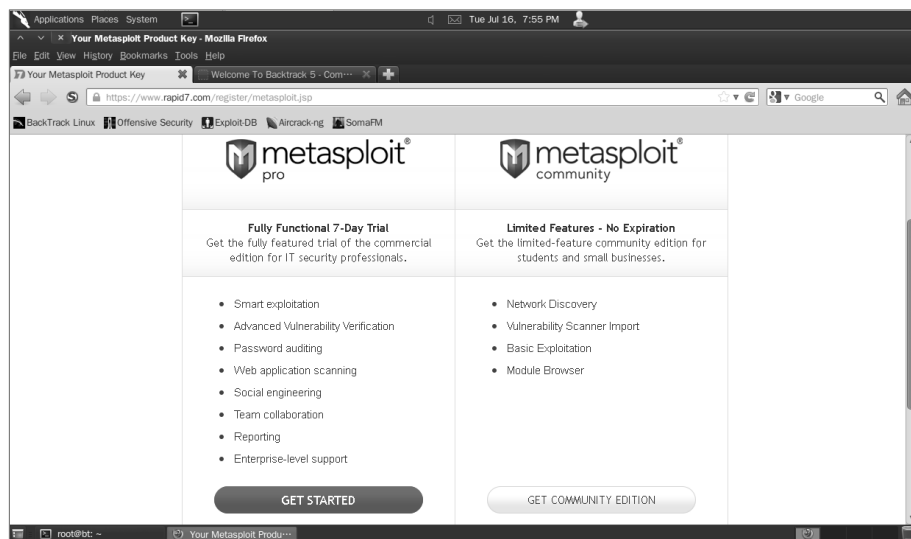 Applications Places System
Tue Jul 16, 7:55 PM
Your Metasploit Product Key - Mozilla Firefox
File Edit View History Bookmarks Tools Help
Your Metasploit Product Key
Welcome To Backtrack 5 - Com···
https://www.rapid7.com/register/metasploit.jsp
Google
BackTrack Linux Offensive Security Exploit-DB Aircrack-ng SomaFM
metasploit®
pro
Fully Functional 7-Day Trial
Get the fully featured trial of the commercial
edition for IT security professionals.
• Smart exploitation
• Advanced Vulnerability Verification
• Password auditing
• Web application scanning
• Social engineering
• Team collaboration
• Reporting
• Enterprise-level support
GET STARTED
metasploit®
community
Limited Features - No Expiration
Get the limited-feature community edition for
students and small businesses.
• Network Discovery
• Vulnerability Scanner Import
• Basic Exploitation
• Module Browser
GET COMMUNITY EDITION
root@bt: ~
Your Metasploit Produ···